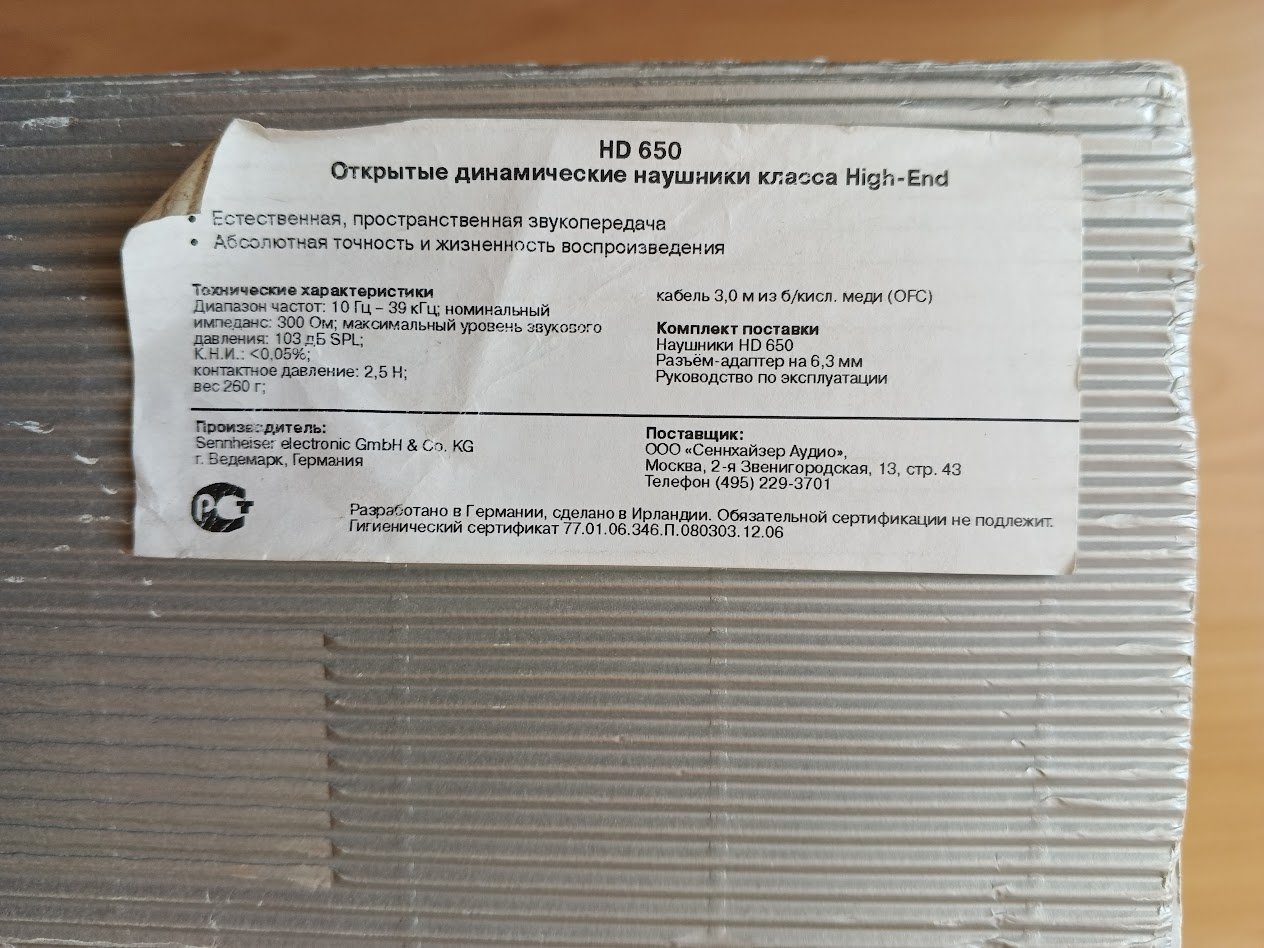 HD 650
Открытые динамические наушники класса High-End
• Естественная, пространственная звукопередача
• Абсолютная точность и жизненность воспроизведения
Технические характеристики
Диапазон частот: 10 Гц – 39 кГц; номинальный
импеданс: 300 Ом; максимальный уровень звукового
давления: 103 дБ SPL;
К.Н.И.: <0,05%;
контактное давление: 2,5 Н;
вес 260 г;
кабель 3,0 м из б/кисл. меди (OFC)
Комплект поставки
Наушники HD 650
Разъём-адаптер на 6,3 мм
Руководство по эксплуатации
Производитель:
Sennheiser electronic GmbH & Co. KG
г. Ведемарк, Германия
Поставщик:
ООО «Сеннхайзер Аудио»,
Москва, 2-я Звенигородская, 13, стр. 43
Телефон (495) 229-3701
РСТ
Разработано в Германии, сделано в Ирландии. Обязательной сертификации не подлежит.
Гигиенический сертификат 77.01.06.346.П.080303.12.06